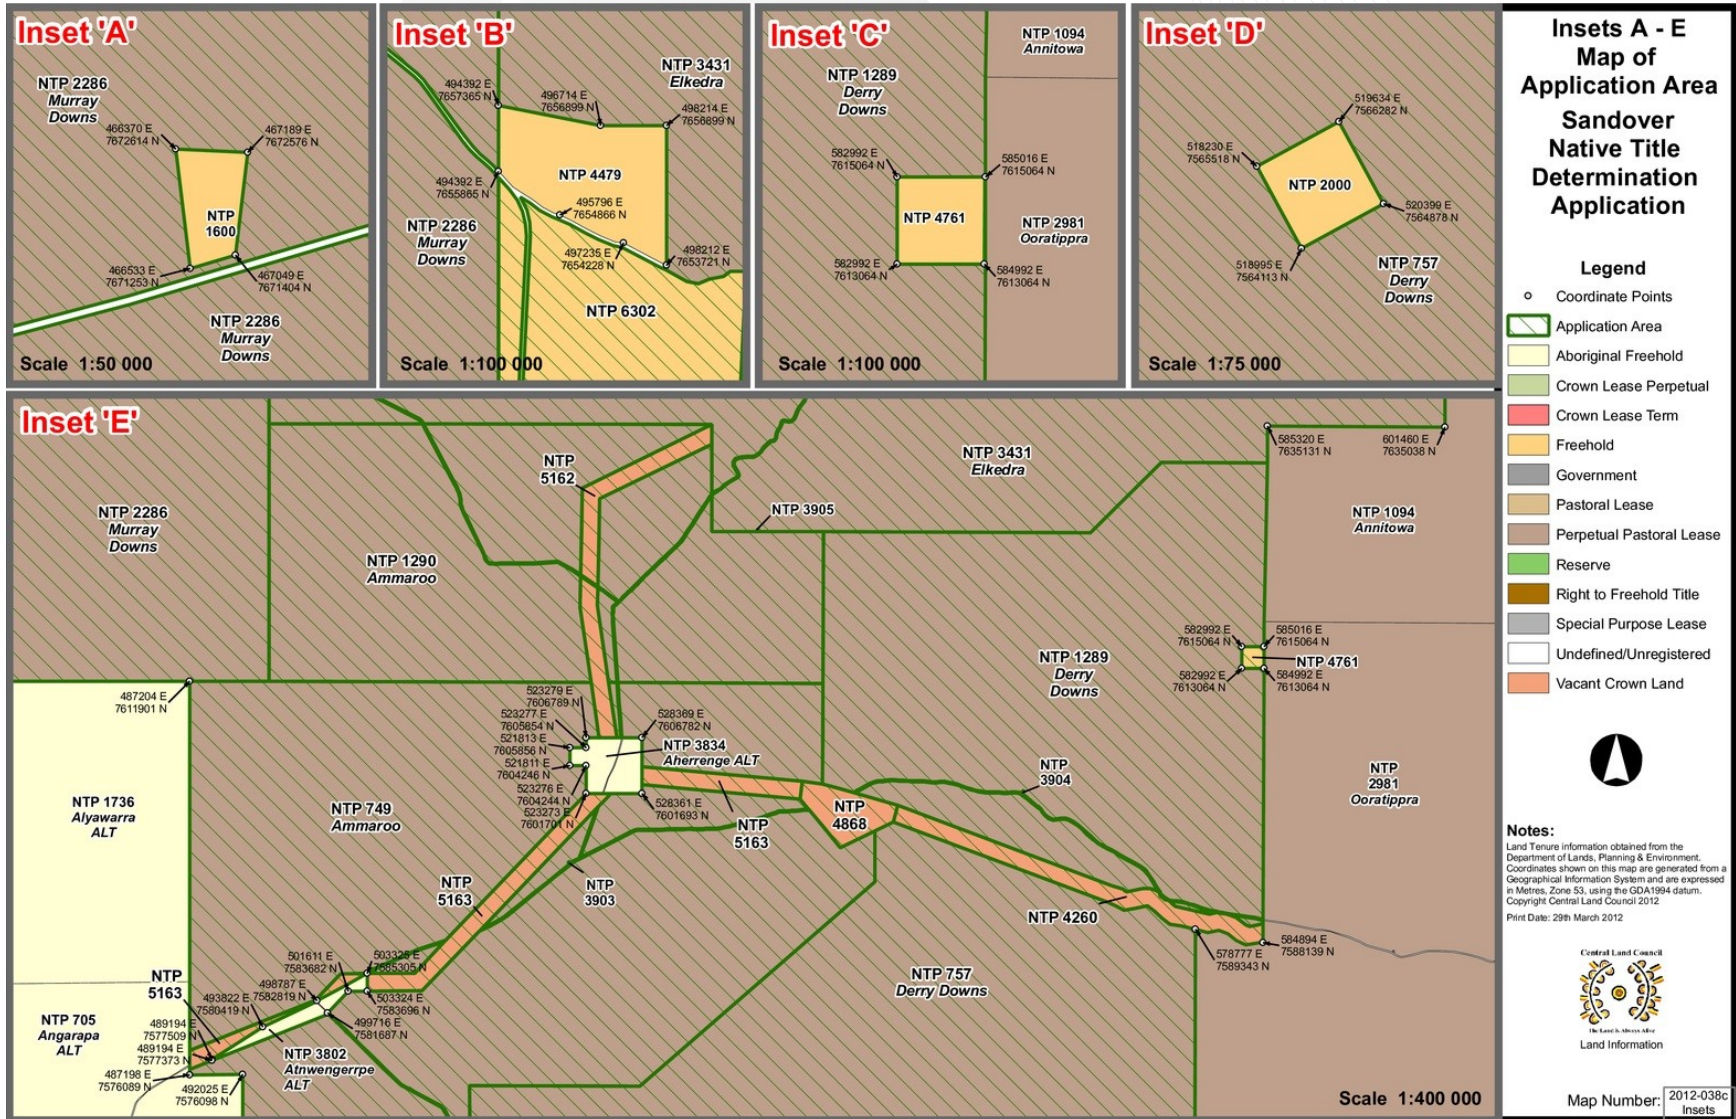 Inset 'A'
NTP 2286
Murray
Downs
466370 E
7672614 N
467189 E
7672576 N
NTP
1600
466533 E
7671253 N
467049 E
7671404 N
NTP 2286
Murray
Downs
Scale 1:50 000
Inset 'B'
NTP 3431
Elkedra
494392 E
7657365 N
496714 E
7656899 N
498214 E
7656899 N
NTP 4479
494392 E
7655865 N
495796 E
7654866 N
NTP 2286
Murray
Downs
497235 E
7654228 N
498212 E
7653721 N
NTP 6302
Scale 1:100 000
Inset 'C'
NTP 1094
Annitowa
NTP 1289
Derry
Downs
582992 E
7615064 N
585016 E
7615064 N
NTP 4761
NTP 2981
Ooratippra
582992 E
7613064 N
584992 E
7613064 N
Scale 1:100 000
Inset 'D'
519634 E
7566282 N
518230 E
7565518 N
NTP 2000
520399 E
7564878 N
518995 E
7564113 N
NTP 757
Derry
Downs
Scale 1:75 000
Inset 'E'
NTP
5162
NTP 3431
Elkedra
585320 E
7635131 N
601460 E
7635038 N
NTP 2286
Murray
Downs
NTP 3905
NTP 1094
Annitowa
NTP 1290
Ammaroo
582992 E
7615064 N
585016 E
7615064 N
NTP 1289
Derry
Downs
NTP 4761
582992 E
7613064 N
584992 E
7613064 N
487204 E
7611901 N
523279 E
7606789 N
523277 E
7605854 N
528369 E
7606782 N
521813 E
7605856 N
NTP 3834
Aherrenge ALT
521811 E
7604246 N
NTP
3904
NTP
2981
Ooratippra
523276 E
7604244 N
NTP 1736
Alyawarra
ALT
NTP 749
Ammaroo
523273 E
7601701 N
528361 E
7601693 N
NTP
4868
NTP
5163
NTP
5163
NTP
3903
NTP 4260
501611 E
7583682 N
503325 E
7585305 N
578777 E
7589343 N
584894 E
7588139 N
NTP
5163
498787 E
7582819 N
NTP 757
Derry Downs
493822 E
7580419 N
503324 E
7583696 N
NTP 705
Angarapa
ALT
489194 E
7577509 N
499716 E
7581687 N
489194 E
7577373 N
NTP 3802
Atnwengerrpe
ALT
487198 E
7576089 N
492025 E
7576098 N
Scale 1:400 000
Insets A - E
Map of
Application Area
Sandover
Native Title
Determination
Application
Legend
Coordinate Points
Application Area
Aboriginal Freehold
Crown Lease Perpetual
Crown Lease Term
Freehold
Government
Pastoral Lease
Perpetual Pastoral Lease
Reserve
Right to Freehold Title
Special Purpose Lease
Undefined/Unregistered
Vacant Crown Land
Notes:
Land Tenure information obtained from the
Department of Lands, Planning & Environment.
Coordinates shown on this map are generated from a
Geographical Information System and are expressed
in Metres, Zone 53, using the GDA1994 datum.
Copyright Central Land Council 2012
Print Date: 29th March 2012
Central Land Council
The Land is Always Alive
Land Information
Map Number: 2012-038c
Insets